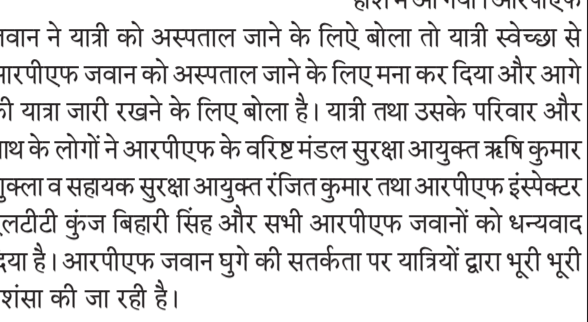 जवान ने यात्री को अस्पताल जाने के लिऐ बोला तो यात्री स्वेच्छा से
आरपीएफ जवान को अस्पताल जाने के लिए मना कर दिया और आगे
की यात्रा जारी रखने के लिए बोला है। यात्री तथा उसके परिवार और
साथ के लोगों ने आरपीएफ के वरिष्ट मंडल सुरक्षा आयुक्त ऋषि कुमार
शुक्ला व सहायक सुरक्षा आयुक्त रंजित कुमार तथा आरपीएफ इंस्पेक्टर
एलटीटी कुंज बिहारी सिंह और सभी आरपीएफ जवानों को धन्यवाद
दिया है। आरपीएफ जवान घुगे की सतर्कता पर यात्रियों द्वारा भूरी भूरी
प्रशंसा की जा रही है।